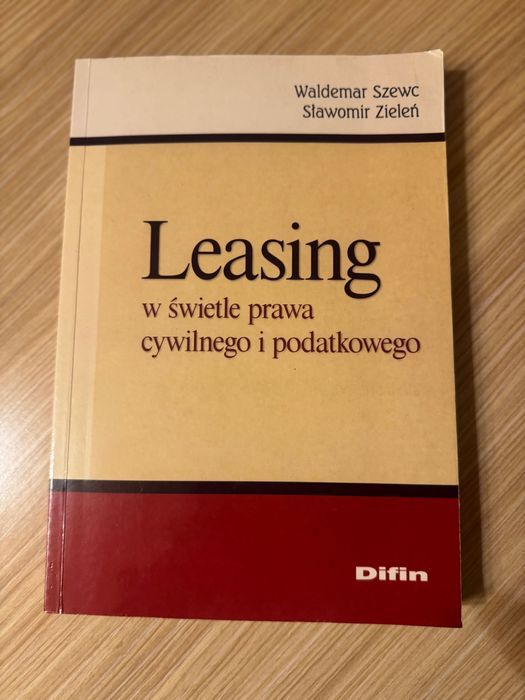 Waldemar Szewc
Sławomir Zieleń
Leasing
w świetle prawa
cywilnego i podatkowego
Difin